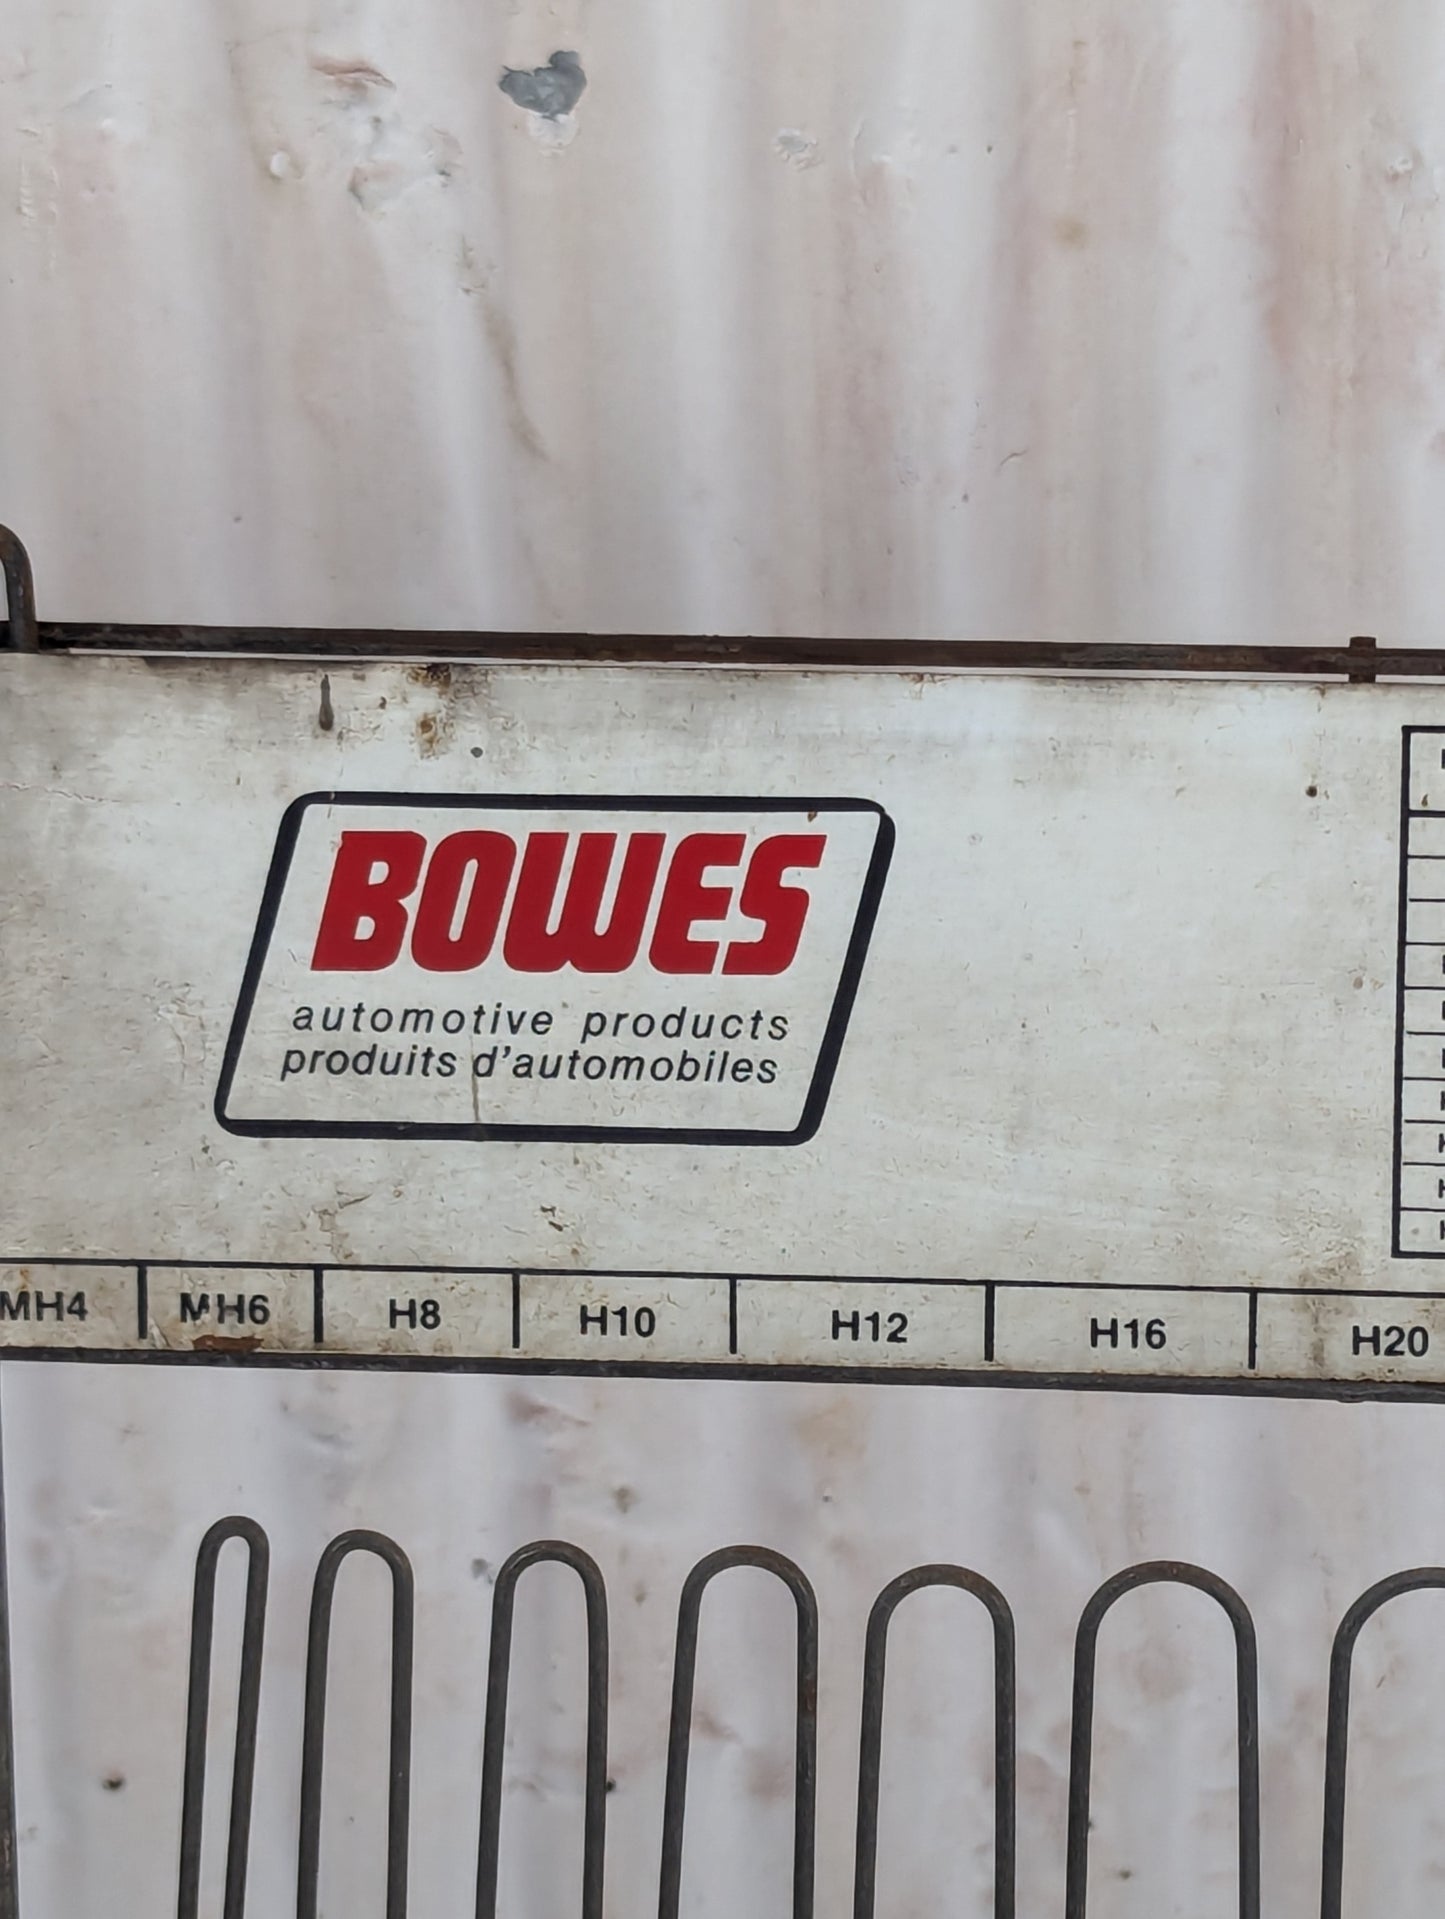 BOWES
automotive products
produits d'automobiles
MH4 MH6 H8 H10 H12 H16 H20